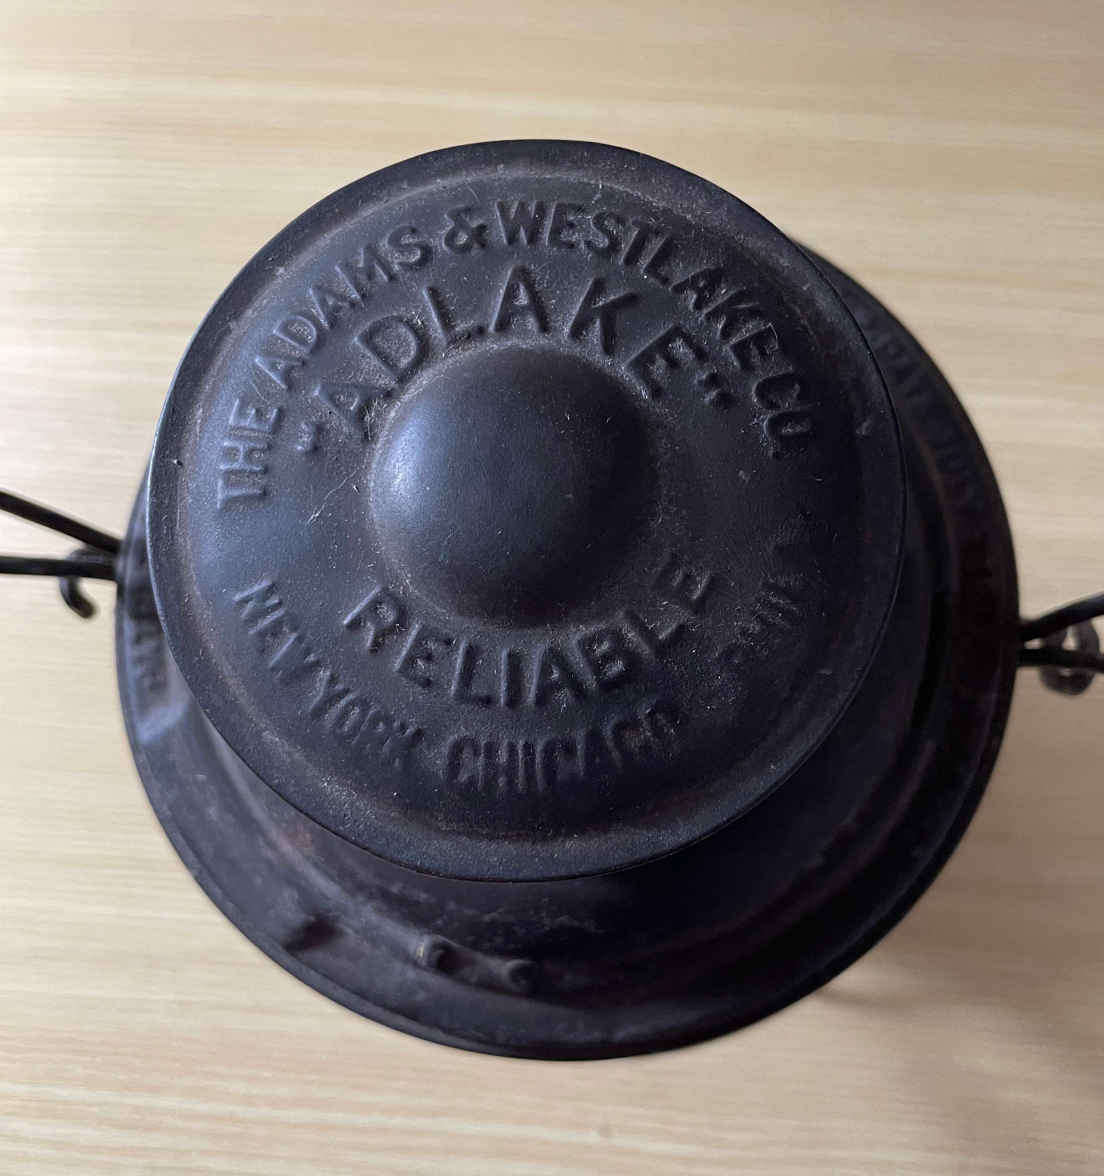 THE ADAMS & WESTLAKE CO
"ADLAKE"
RELIABLE
NEW YORK CHICAGO